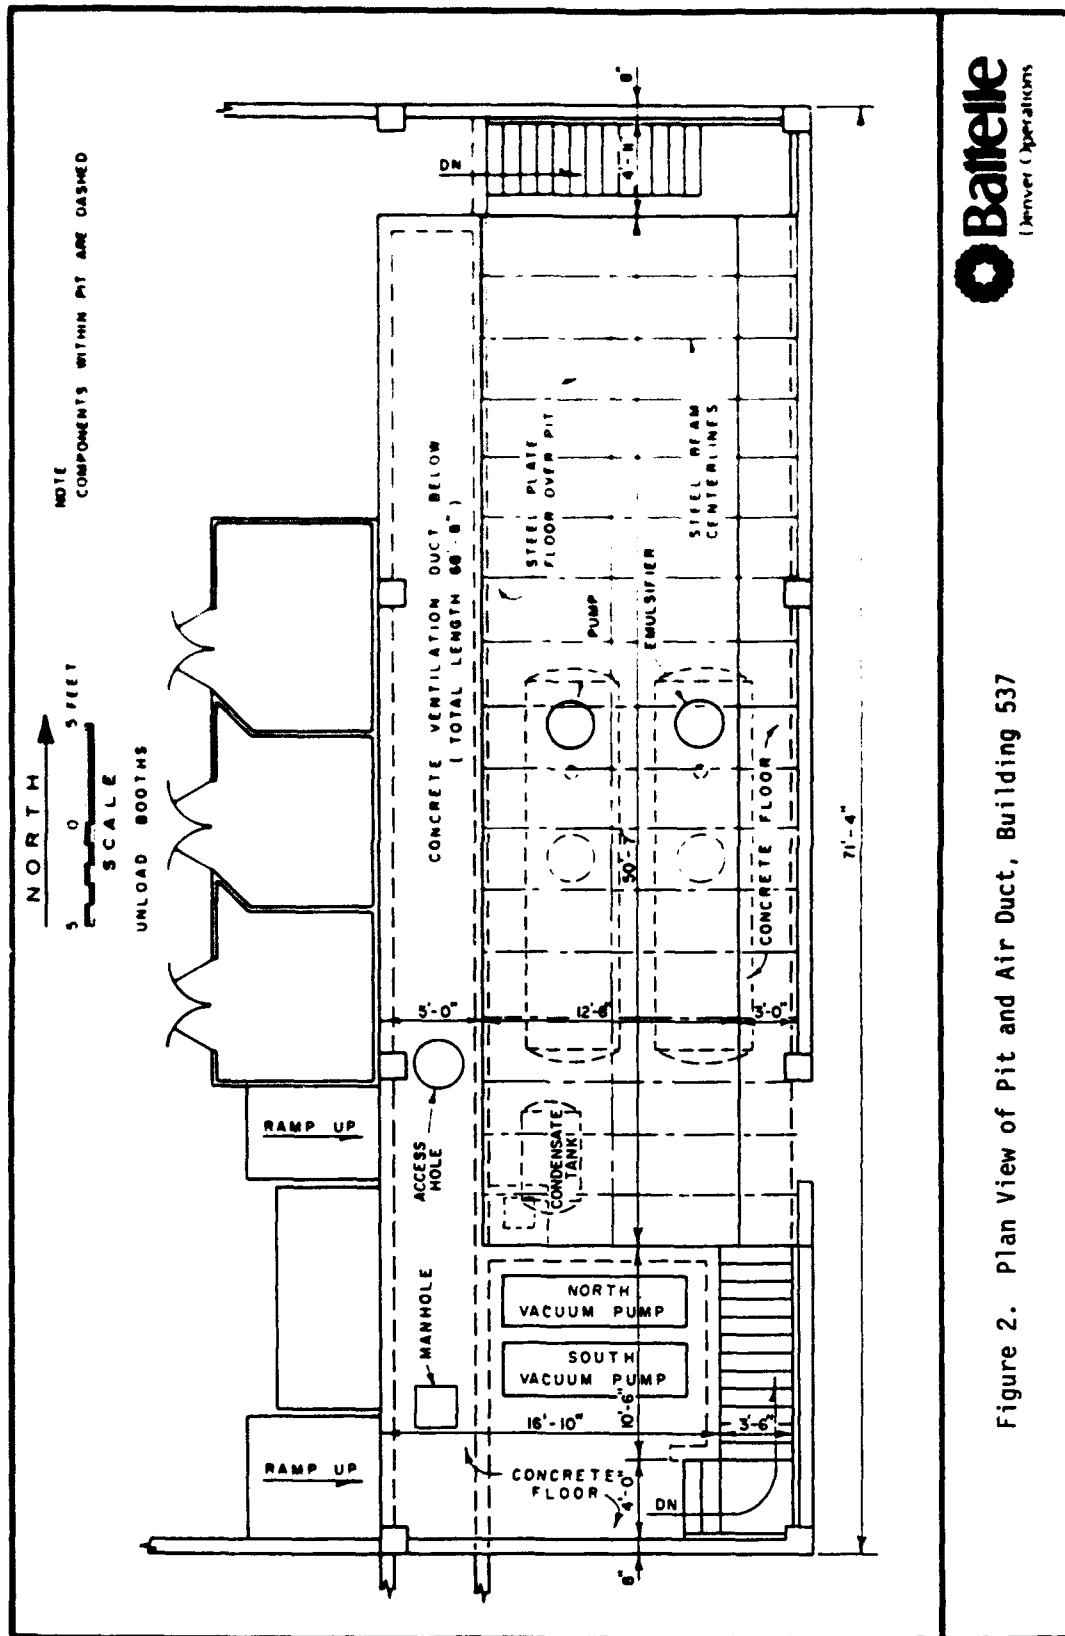 NORTH
5 0 5 FEET
SCALE
UNLOAD BOOTHS
NOTE
COMPONENTS WITHIN PIT ARE DASHED
RAMP UP
RAMP UP
MANHOLE
ACCESS
HOLE
CONCRETE VENTILATION DUCT BELOW
( TOTAL LENGTH 68'-8" )
STEEL PLATE
FLOOR OVER PIT
STEEL BEAM
CENTERLINES
PUMP
EMULSIFIER
CONCRETE FLOOR
CONDENSATE
TANK
NORTH
VACUUM PUMP
SOUTH
VACUUM PUMP
CONCRETE
FLOOR
DN
DN
5'-0"
12'-8"
3'-0"
16'-10"
3'-6"
8"
4'-0"
10'-6"
50'-7"
4'-11"
8"
71'-4"
Figure 2. Plan View of Pit and Air Duct, Building 537
Battelle
Denver Operations